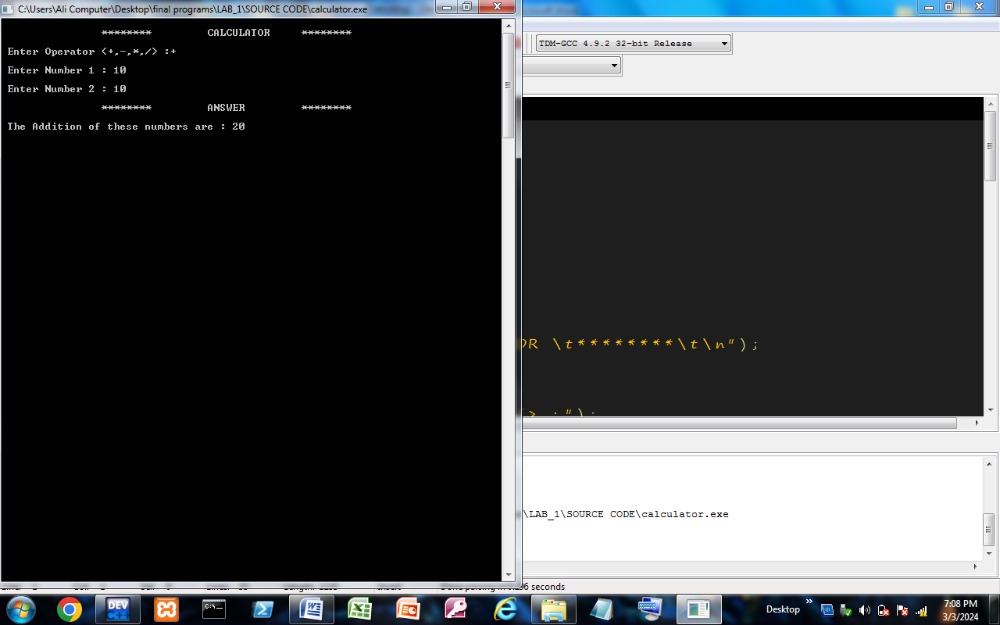 C:\Users\Ali Computer\Desktop\final programs\LAB_1\SOURCE CODE\calculator.exe
******** CALCULATOR ********
Enter Operator <+,-,*,/> :+
Enter Number 1 : 10
Enter Number 2 : 10
******** ANSWER ********
The Addition of these numbers are : 20
TDM-GCC 4.9.2 32-bit Release
OR \t********\t\n");
> :");
\LAB_1\SOURCE CODE\calculator.exe
seconds
DEV
C++
C:\
Desktop
7:08 PM
3/3/2024